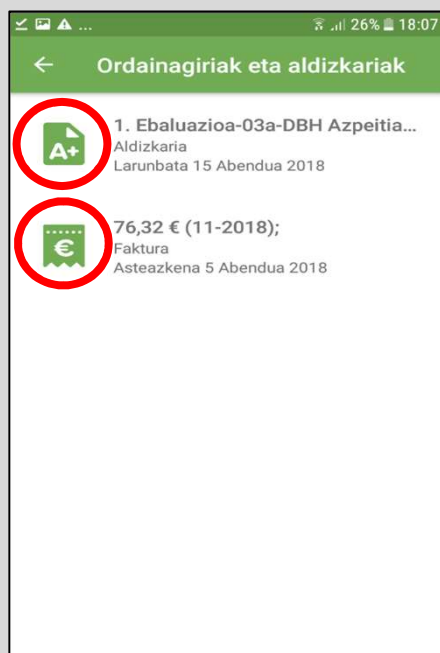 ... 26% 18:07
Ordainagiriak eta aldizkariak
A+
1. Ebaluazioa-03a-DBH Azpeitia...
Aldizkaria
Larunbata 15 Abendua 2018
€
76,32 € (11-2018);
Faktura
Asteazkena 5 Abendua 2018